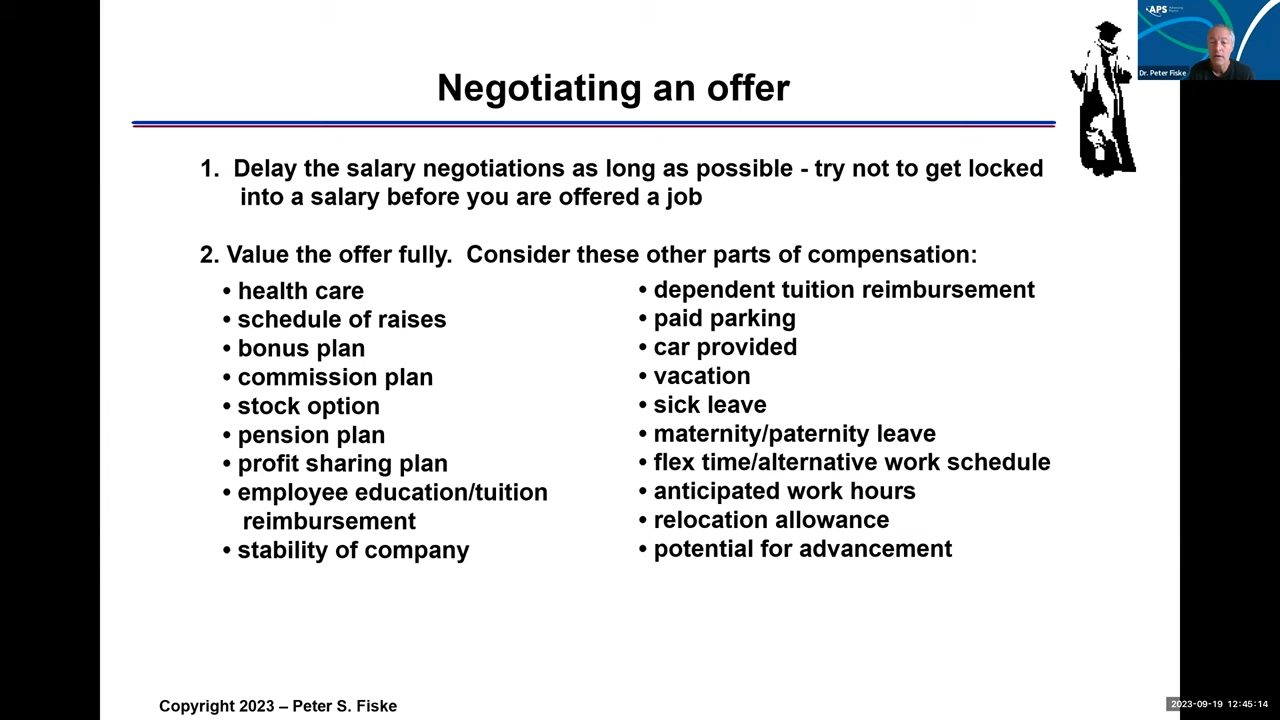 APS
Dr. Peter Fiske
Negotiating an offer
1. Delay the salary negotiations as long as possible - try not to get locked
into a salary before you are offered a job
2. Value the offer fully. Consider these other parts of compensation:
• health care
• schedule of raises
• bonus plan
• commission plan
• stock option
• pension plan
• profit sharing plan
• employee education/tuition
reimbursement
• stability of company
• dependent tuition reimbursement
• paid parking
• car provided
• vacation
• sick leave
• maternity/paternity leave
• flex time/alternative work schedule
• anticipated work hours
• relocation allowance
• potential for advancement
Copyright 2023 – Peter S. Fiske
2023-09-19 12:45:14